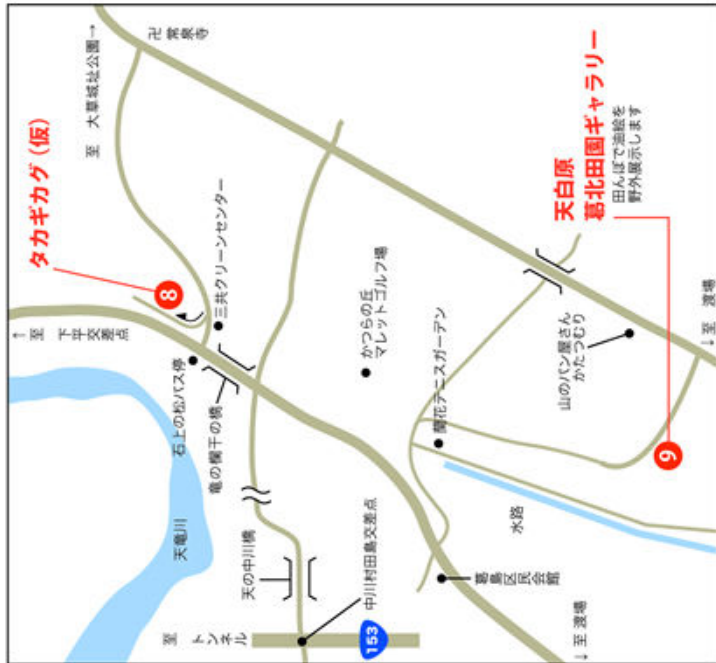 至 大草城址公園→
卍 常泉寺
タカギカグ（仮）
8
三共クリーンセンター
↑至
下平交差点
石上の松バス停
竜の欄干の橋
天竜川
天の中川橋
中川村田島交差点
至
トンネル
153
かつらの丘
マレットゴルフ場
天白原
葛北田園ギャラリー
田んぼで油絵を
野外展示します
9
蘭花テニスガーデン
山のパン屋さん
かたつむり
↓至 渡場
水路
葛島区民会館
↓至 渡場